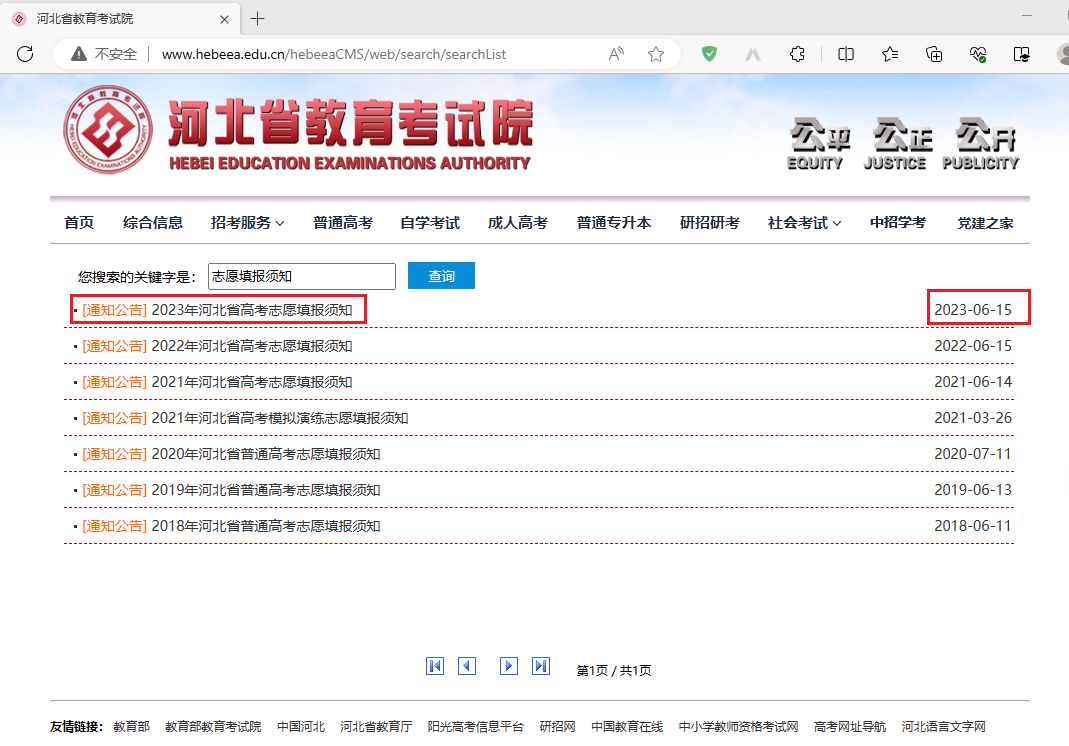 河北省教育考试院
不安全 www.hebeea.edu.cn/hebeeaCMS/web/search/searchList
河北省教育考试院
HEBEI EDUCATION EXAMINATIONS AUTHORITY
公平 公正 公开
EQUITY JUSTICE PUBLICITY
首页 综合信息 招考服务 普通高考 自学考试 成人高考 普通专升本 研招研考 社会考试 中招学考 党建之家
您搜索的关键字是： 志愿填报须知 查询
[通知公告] 2023年河北省高考志愿填报须知 2023-06-15
[通知公告] 2022年河北省高考志愿填报须知 2022-06-15
[通知公告] 2021年河北省高考志愿填报须知 2021-06-14
[通知公告] 2021年河北省高考模拟演练志愿填报须知 2021-03-26
[通知公告] 2020年河北省普通高考志愿填报须知 2020-07-11
[通知公告] 2019年河北省普通高考志愿填报须知 2019-06-13
[通知公告] 2018年河北省普通高考志愿填报须知 2018-06-11
第1页 / 共1页
友情链接： 教育部 教育部教育考试院 中国河北 河北省教育厅 阳光高考信息平台 研招网 中国教育在线 中小学教师资格考试网 高考网址导航 河北语言文字网